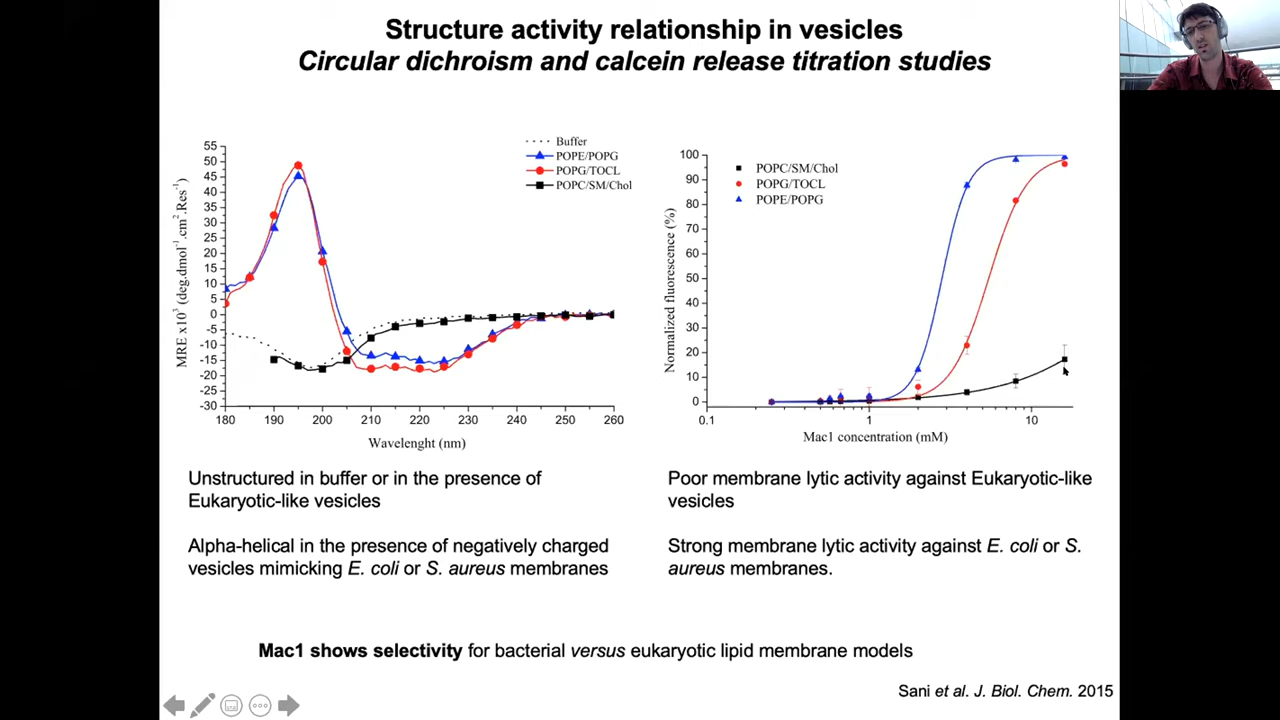 Structure activity relationship in vesicles
Circular dichroism and calcein release titration studies
Buffer
POPE/POPG
POPG/TOCL
POPC/SM/Chol
55
50
45
40
35
30
25
20
15
10
5
0
-5
-10
-15
-20
-25
-30
MRE x10³ (deg.dmol⁻¹.cm².Res⁻¹)
180 190 200 210 220 230 240 250 260
Wavelenght (nm)
POPC/SM/Chol
POPG/TOCL
POPE/POPG
100
90
80
70
60
50
40
30
20
10
0
Normalized fluorescence (%)
0.1 1 10
Mac1 concentration (mM)
Unstructured in buffer or in the presence of
Eukaryotic-like vesicles
Alpha-helical in the presence of negatively charged
vesicles mimicking E. coli or S. aureus membranes
Poor membrane lytic activity against Eukaryotic-like
vesicles
Strong membrane lytic activity against E. coli or S.
aureus membranes.
Mac1 shows selectivity for bacterial versus eukaryotic lipid membrane models
Sani et al. J. Biol. Chem. 2015